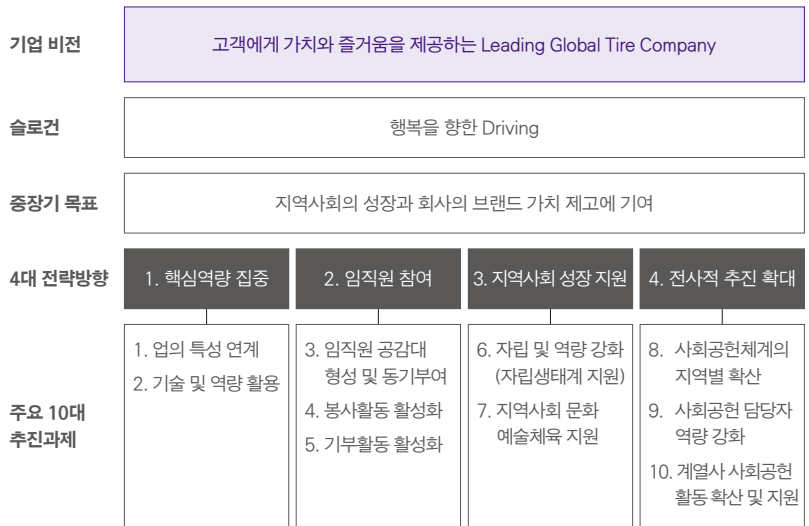 기업 비전
고객에게 가치와 즐거움을 제공하는 Leading Global Tire Company
슬로건
행복을 향한 Driving
중장기 목표
지역사회의 성장과 회사의 브랜드 가치 제고에 기여
4대 전략방향
1. 핵심역량 집중
2. 임직원 참여
3. 지역사회 성장 지원
4. 전사적 추진 확대
주요 10대
추진과제
1. 업의 특성 연계
2. 기술 및 역량 활용
3. 임직원 공감대
형성 및 동기부여
4. 봉사활동 활성화
5. 기부활동 활성화
6. 자립 및 역량 강화
(자립생태계 지원)
7. 지역사회 문화
예술체육 지원
8. 사회공헌체계의
지역별 확산
9. 사회공헌 담당자
역량 강화
10. 계열사 사회공헌
활동 확산 및 지원